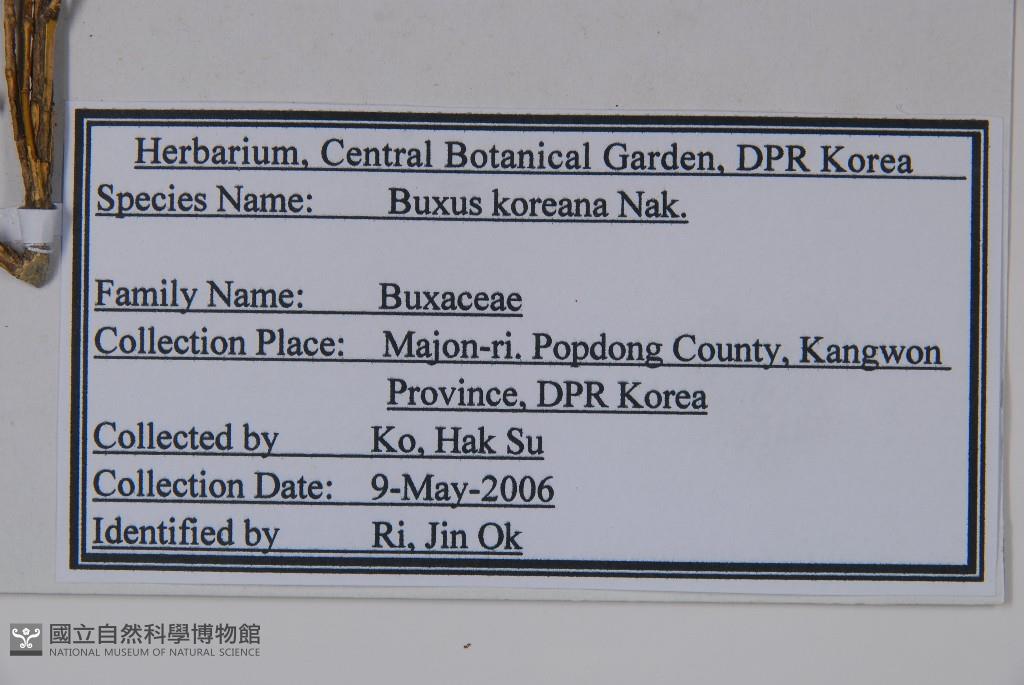 Herbarium, Central Botanical Garden, DPR Korea
Species Name: Buxus koreana Nak.
Family Name: Buxaceae
Collection Place: Majon-ri. Popdong County, Kangwon
Province, DPR Korea
Collected by Ko, Hak Su
Collection Date: 9-May-2006
Identified by Ri, Jin Ok
國立自然科學博物館
NATIONAL MUSEUM OF NATURAL SCIENCE